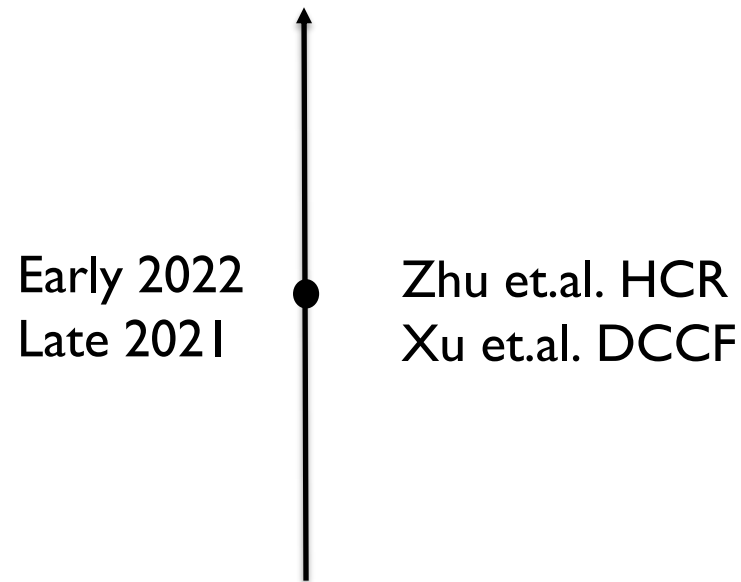 Early 2022
Late 2021
Zhu et.al. HCR
Xu et.al. DCCF